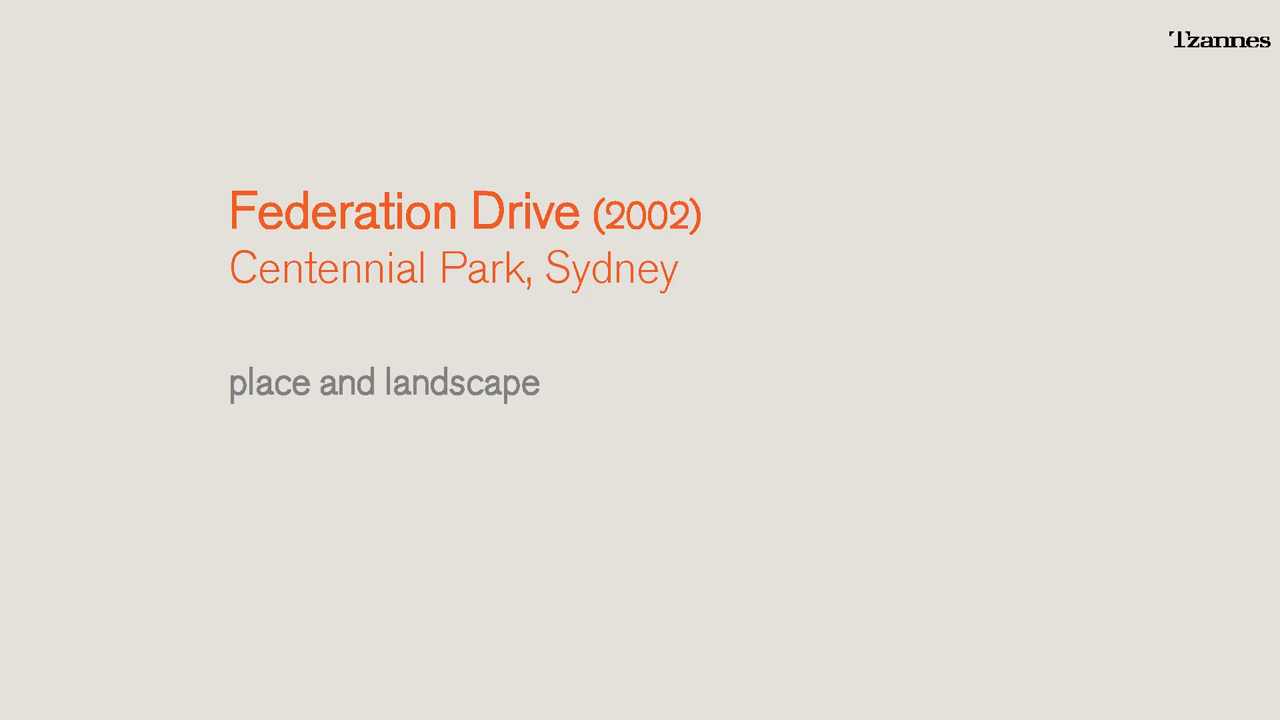 Tzannes
Federation Drive (2002)
Centennial Park, Sydney
place and landscape